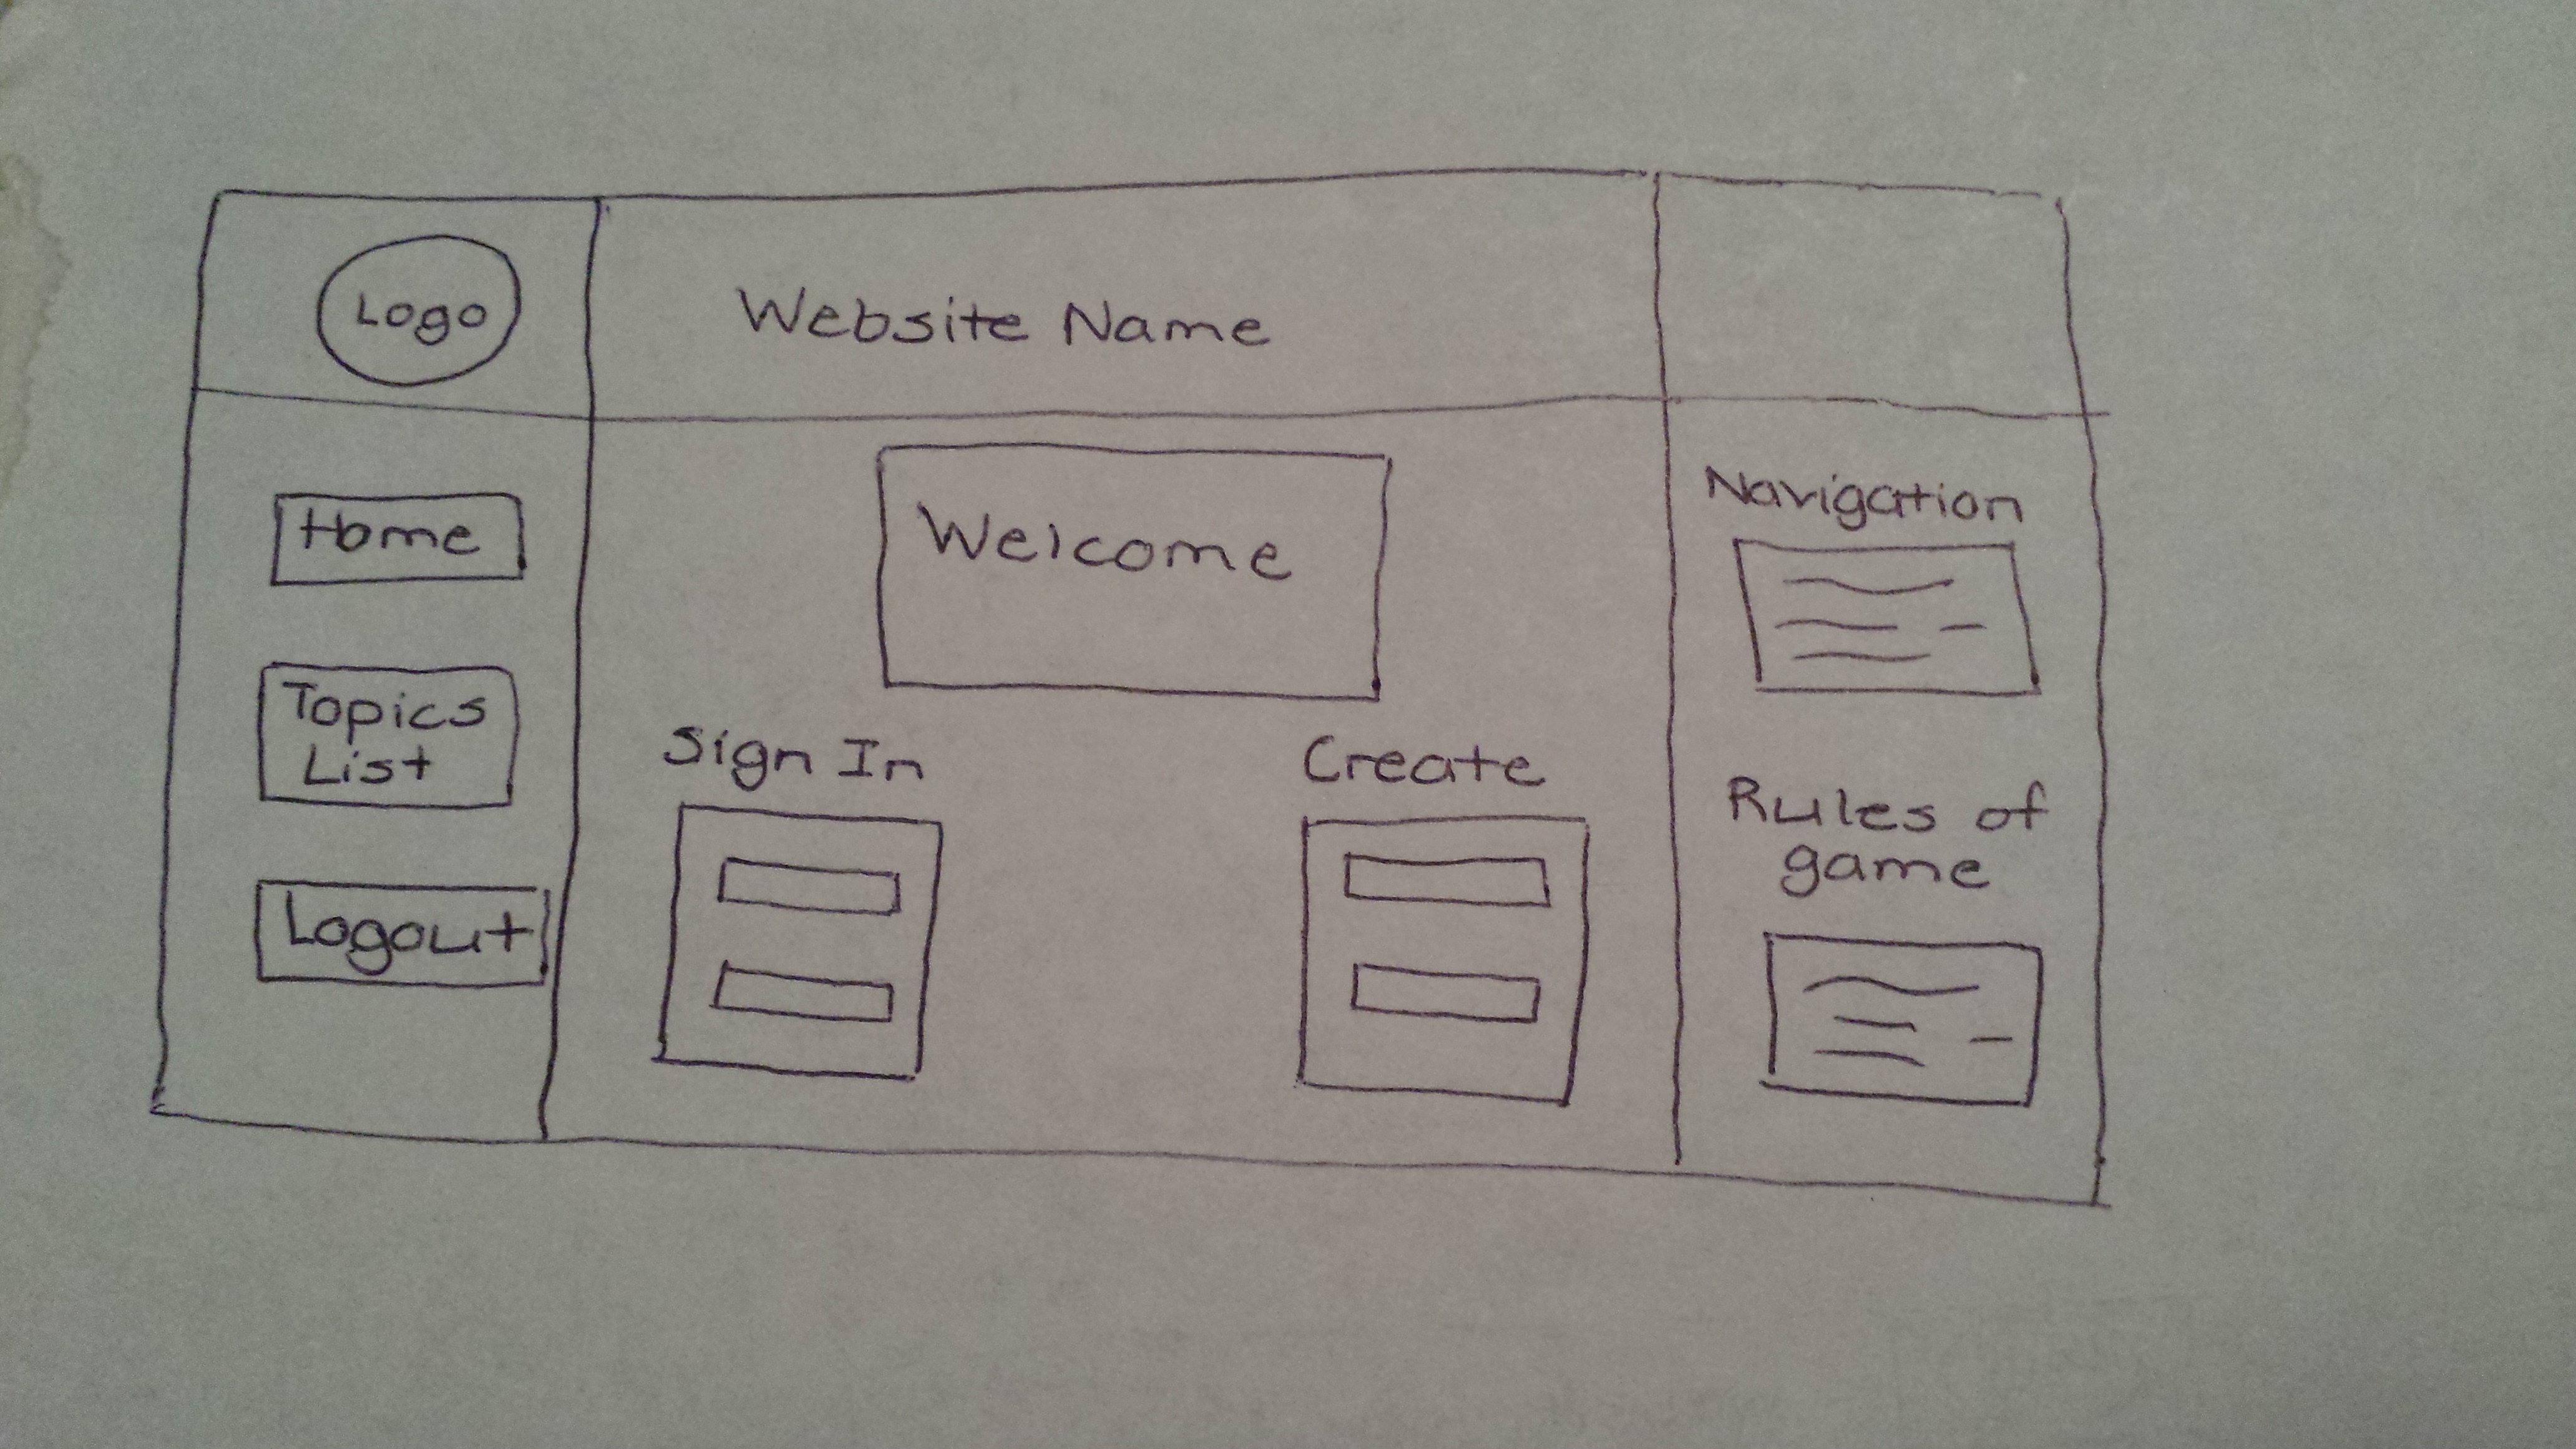 Logo
Website Name
Home
Topics
List
Logout
Welcome
Sign In
Create
Navigation
Rules of
game